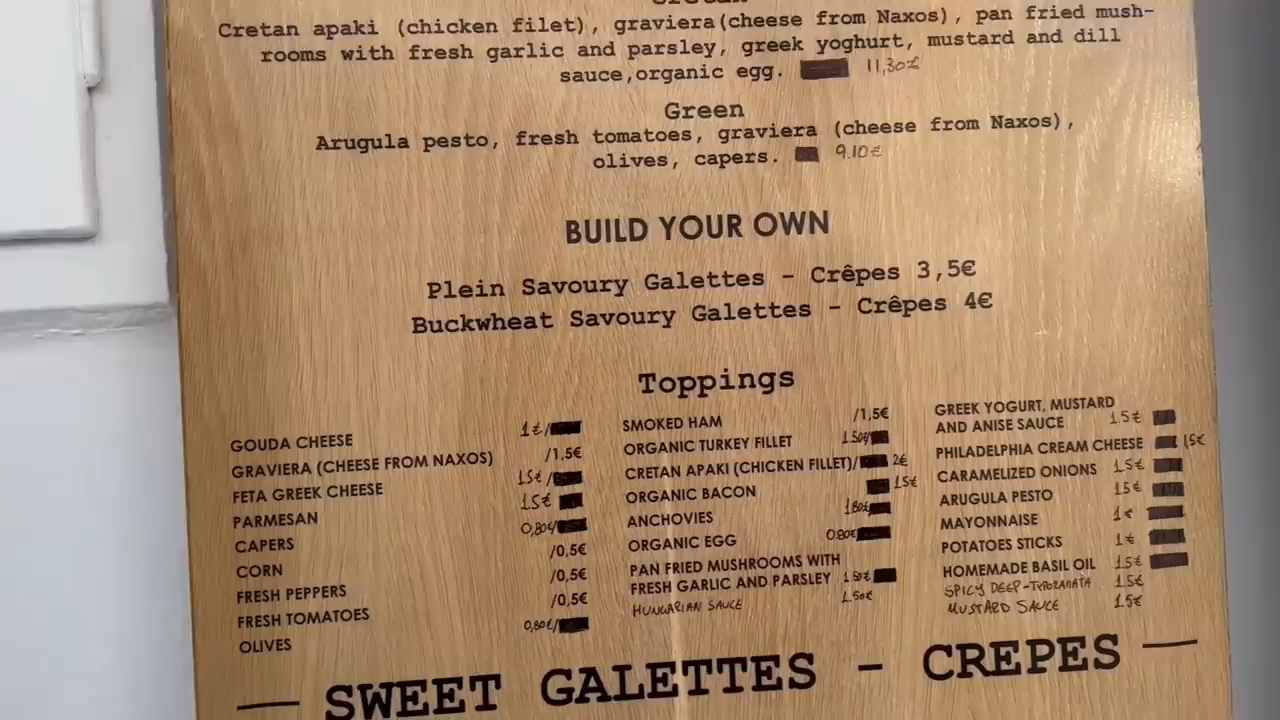 Cretan apaki (chicken filet), graviera(cheese from Naxos), pan fried mush-
rooms with fresh garlic and parsley, greek yoghurt, mustard and dill
sauce,organic egg. 11,30€
Green
Arugula pesto, fresh tomatoes, graviera (cheese from Naxos),
olives, capers. 9.10€
BUILD YOUR OWN
Plein Savoury Galettes - Crêpes 3,5€
Buckwheat Savoury Galettes - Crêpes 4€
Toppings
GOUDA CHEESE 1€/
GRAVIERA (CHEESE FROM NAXOS) /1,5€
FETA GREEK CHEESE 1.5€/
PARMESAN 1.5€
CAPERS 0,80€/
CORN /0,5€
FRESH PEPPERS /0,5€
FRESH TOMATOES /0,5€
OLIVES 0,80€/
SMOKED HAM /1,5€
ORGANIC TURKEY FILLET 1.50€/
CRETAN APAKI (CHICKEN FILLET)/ 2€
ORGANIC BACON 1.5€
ANCHOVIES 1.80€
ORGANIC EGG 0.80€
PAN FRIED MUSHROOMS WITH
FRESH GARLIC AND PARSLEY 1.50€
HUNGARIAN SAUCE 1.50€
GREEK YOGURT, MUSTARD
AND ANISE SAUCE 1.5€
PHILADELPHIA CREAM CHEESE 1,5€
CARAMELIZED ONIONS 1.5€
ARUGULA PESTO 1.5€
MAYONNAISE 1€
POTATOES STICKS 1€
HOMEMADE BASIL OIL 1.5€
SPICY DEEP- 1.5€
MUSTARD SAUCE 1.5€
SWEET GALETTES - CREPES